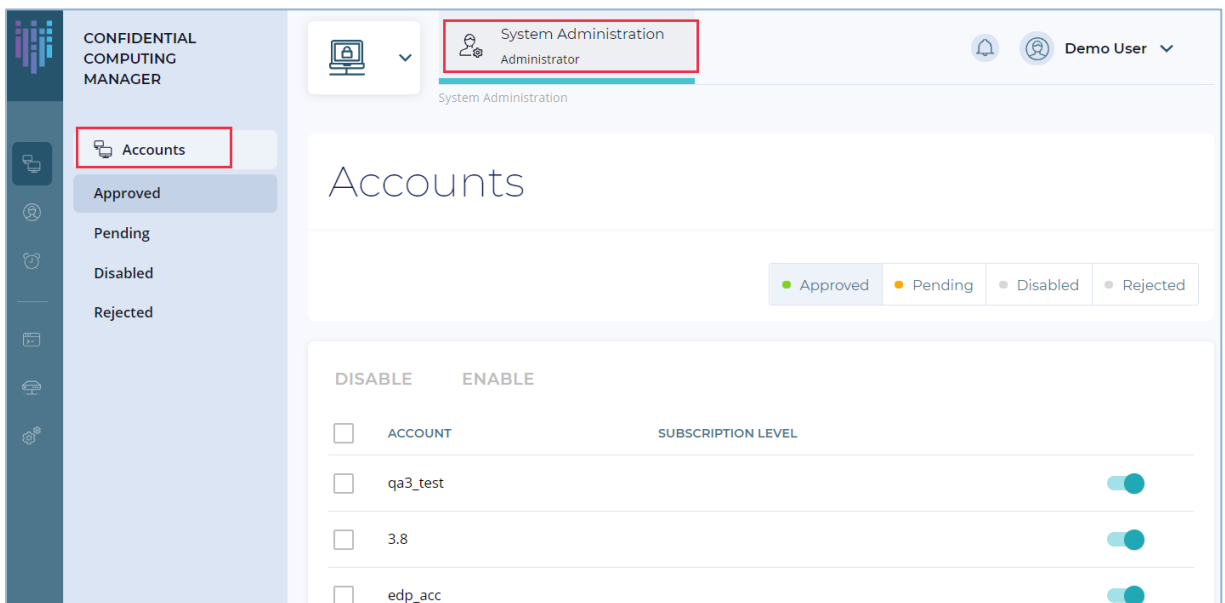 CONFIDENTIAL
COMPUTING
MANAGER
Accounts
Approved
Pending
Disabled
Rejected
System Administration
Administrator
Demo User
System Administration
Accounts
Approved
Pending
Disabled
Rejected
DISABLE
ENABLE
ACCOUNT
SUBSCRIPTION LEVEL
qa3_test
3.8
edp_acc